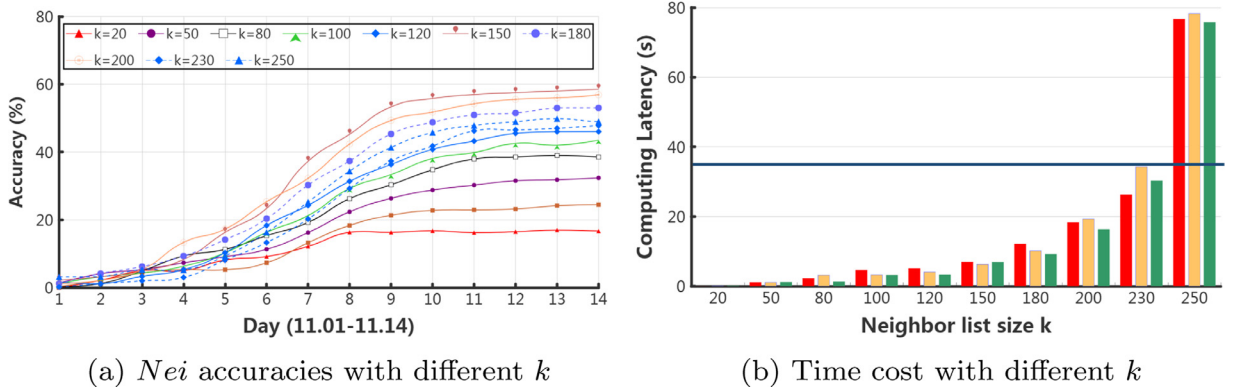 80
60
40
20
0
Accuracy (%)
k=20 k=50 k=80 k=100 k=120 k=150 k=180
k=200 k=230 k=250
1 2 3 4 5 6 7 8 9 10 11 12 13 14
Day (11.01-11.14)
(a) Nei accuracies with different k
80
60
40
20
0
Computing Latency (s)
20 50 80 100 120 150 180 200 230 250
Neighbor list size k
(b) Time cost with different k